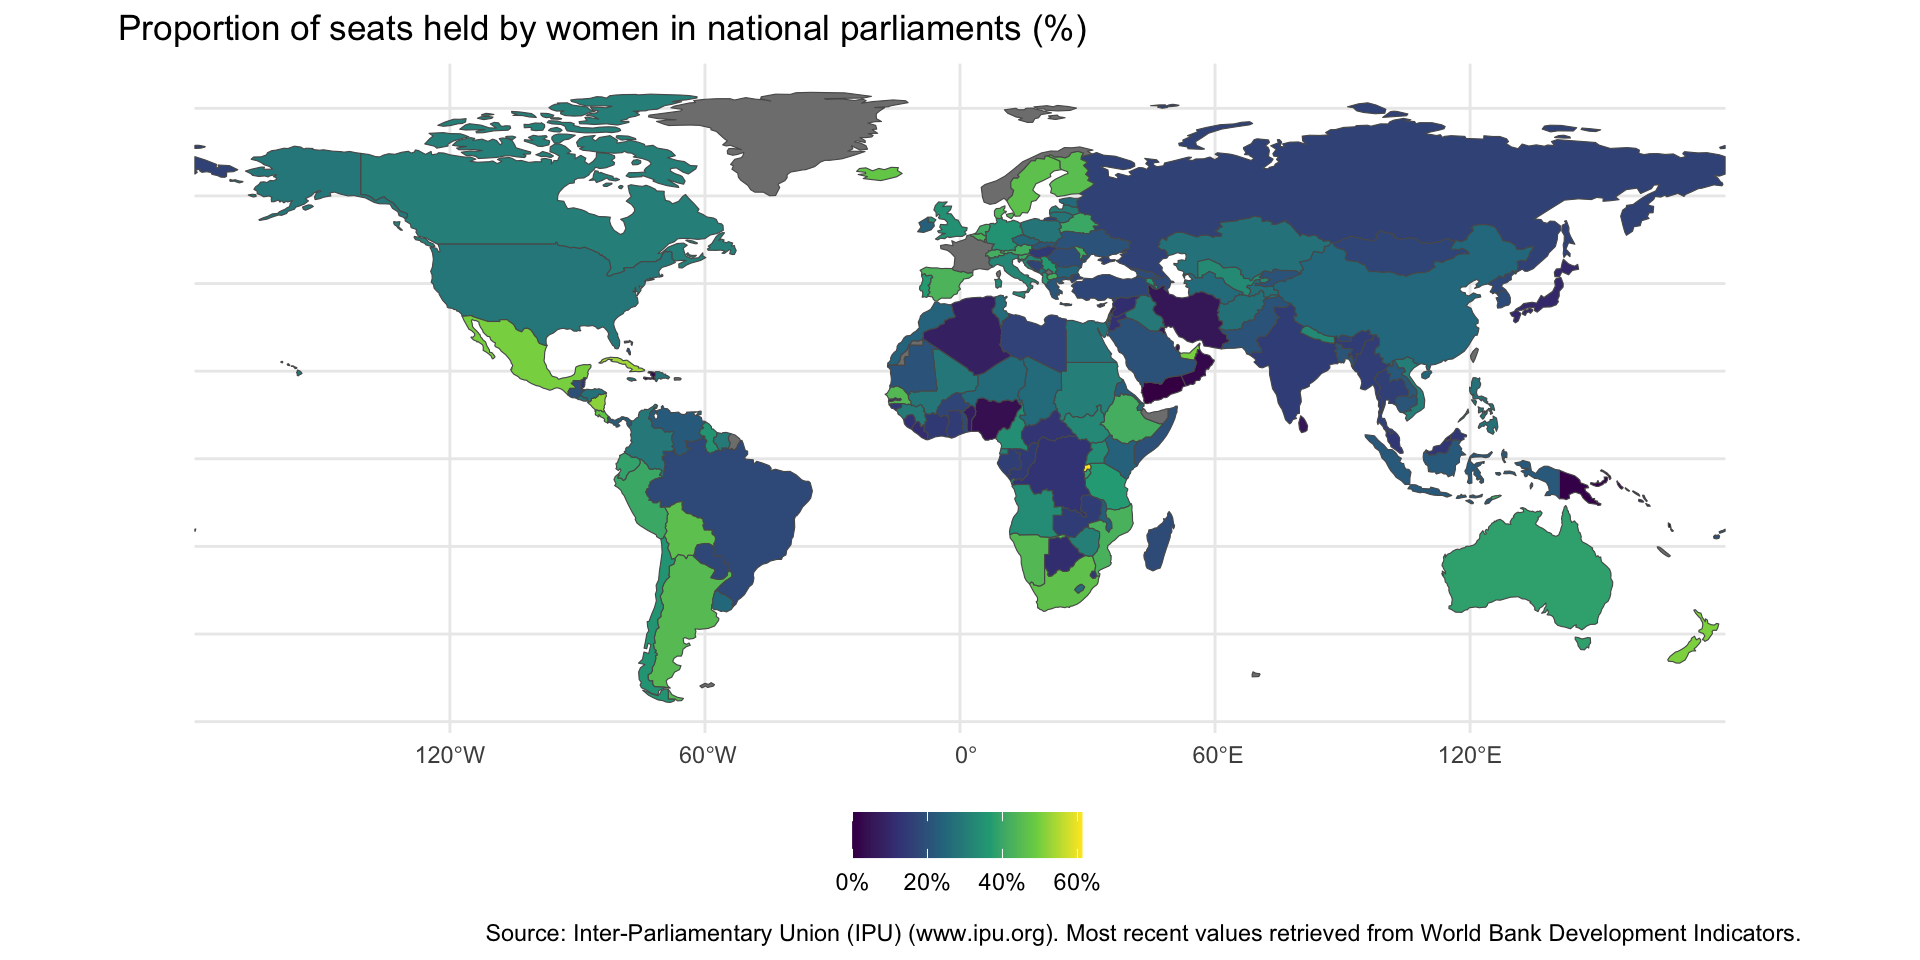 Proportion of seats held by women in national parliaments (%)
120°W 60°W 0° 60°E 120°E
0% 20% 40% 60%
Source: Inter-Parliamentary Union (IPU) (www.ipu.org). Most recent values retrieved from World Bank Development Indicators.